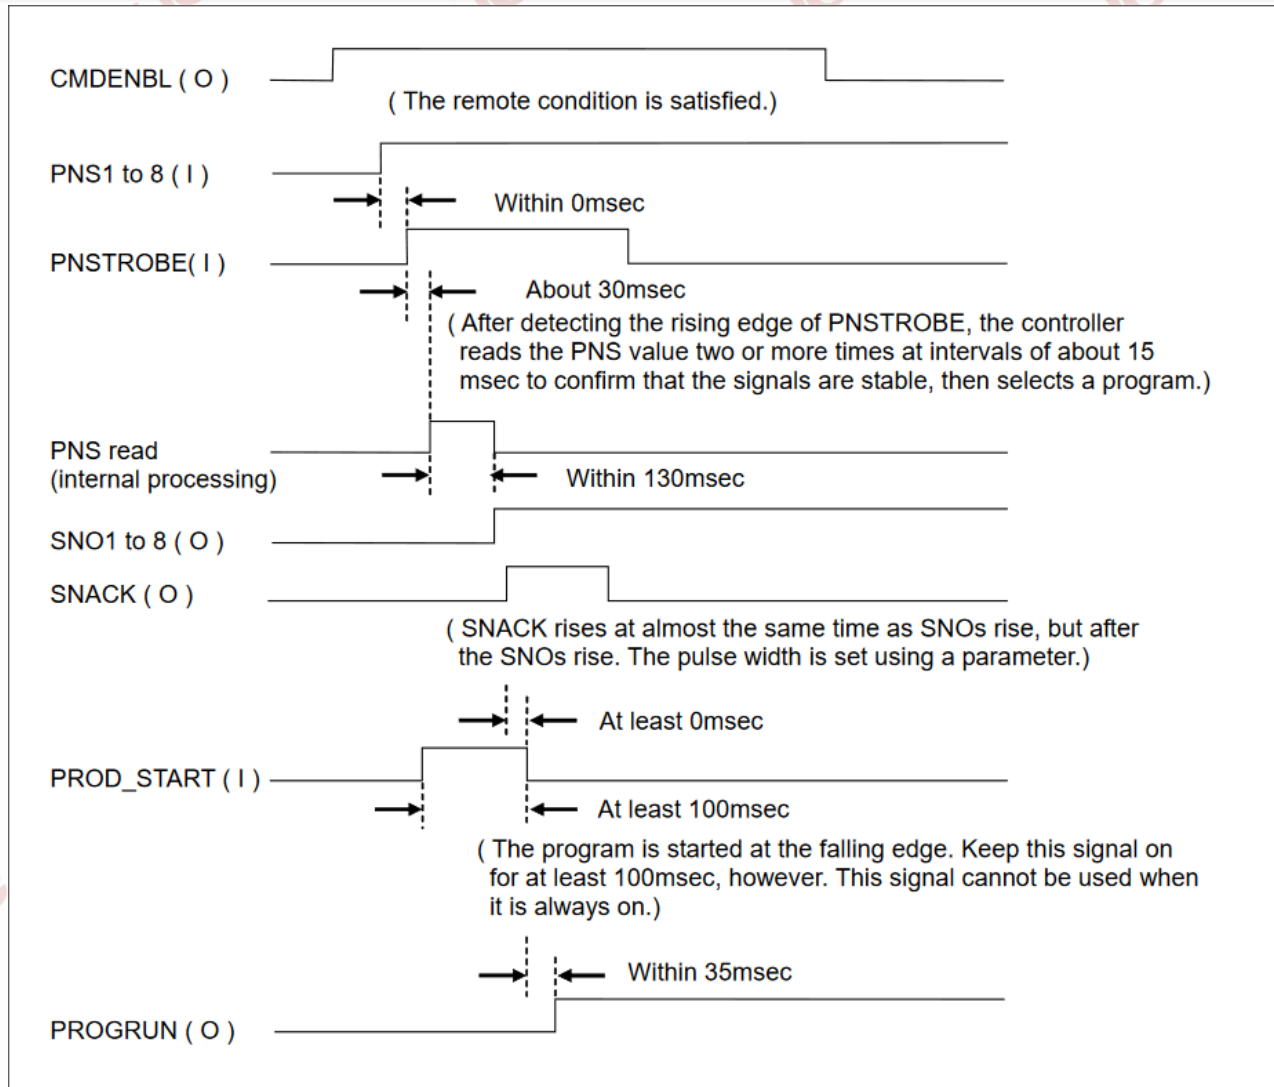 CMDENBL ( O )
( The remote condition is satisfied.)
PNS1 to 8 ( I )
Within 0msec
PNSTROBE( I )
About 30msec
( After detecting the rising edge of PNSTROBE, the controller
reads the PNS value two or more times at intervals of about 15
msec to confirm that the signals are stable, then selects a program.)
PNS read
(internal processing)
Within 130msec
SNO1 to 8 ( O )
SNACK ( O )
( SNACK rises at almost the same time as SNOs rise, but after
the SNOs rise. The pulse width is set using a parameter.)
At least 0msec
PROD_START ( I )
At least 100msec
( The program is started at the falling edge. Keep this signal on
for at least 100msec, however. This signal cannot be used when
it is always on.)
Within 35msec
PROGRUN ( O )